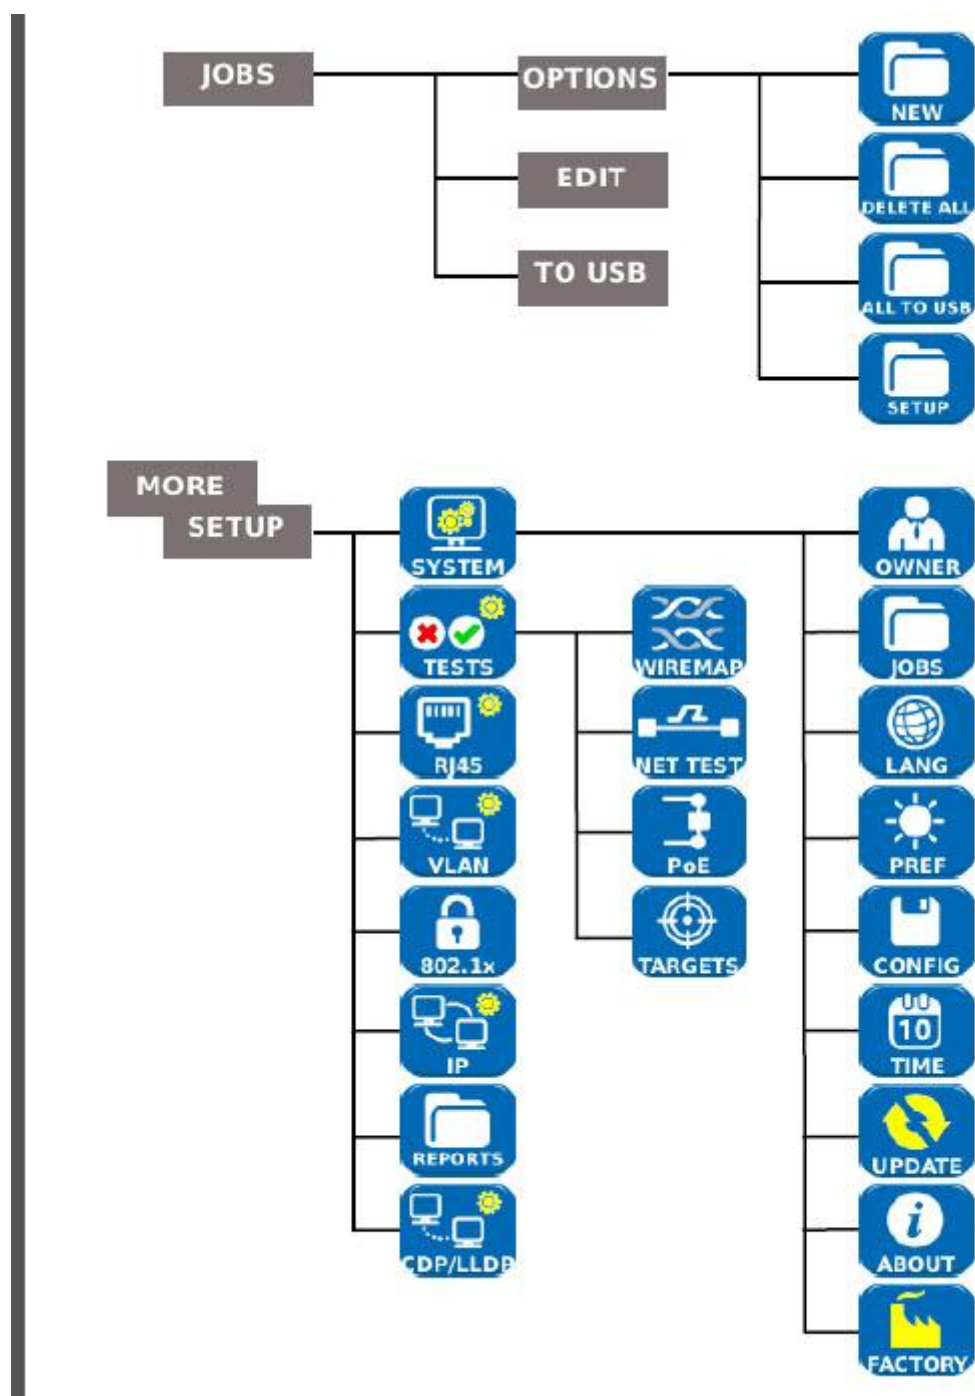 JOBS
OPTIONS
NEW
EDIT
DELETE ALL
TO USB
ALL TO USB
SETUP
MORE
SETUP
SYSTEM
OWNER
TESTS
WIREMAP
JOBS
RJ45
NET TEST
LANG
VLAN
PoE
PREF
802.1x
TARGETS
CONFIG
IP
10
TIME
REPORTS
UPDATE
CDP/LLDP
i
ABOUT
FACTORY